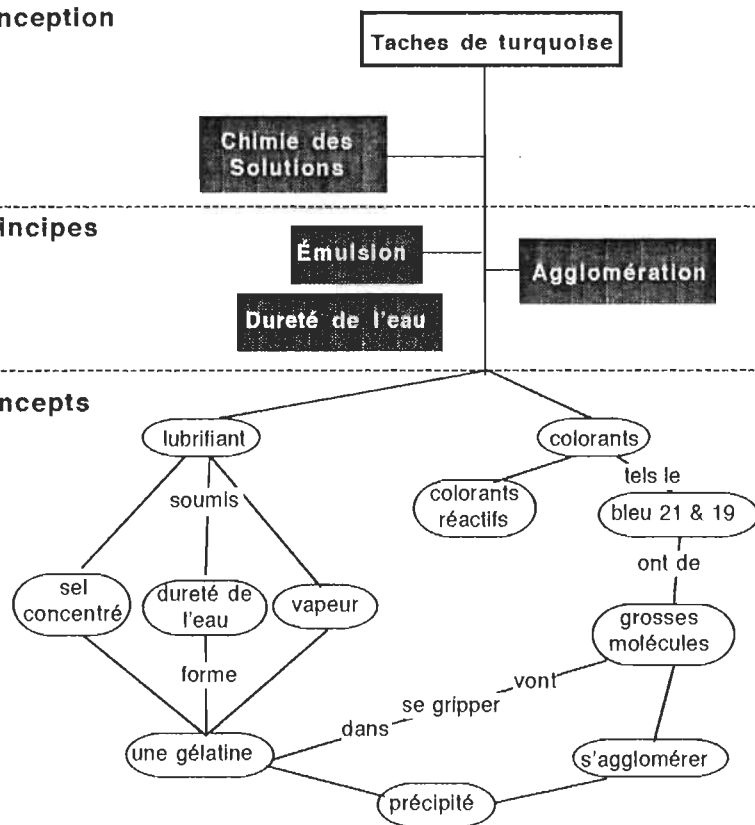 nception
Taches de turquoise
Chimie des
Solutions
incipes
Émulsion
Agglomération
Dureté de l'eau
ncepts
lubrifiant
colorants
soumis
tels le
colorants
réactifs
bleu 21 & 19
ont de
sel
concentré
dureté de
l'eau
vapeur
grosses
molécules
forme
vont
se gripper
dans
une gélatine
s'agglomérer
précipité